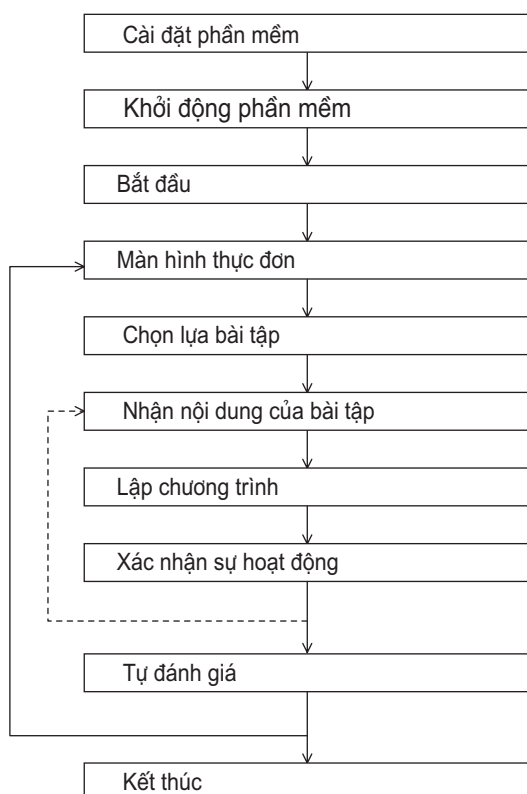 Cài đặt phần mềm
Khởi động phần mềm
Bắt đầu
Màn hình thực đơn
Chọn lựa bài tập
Nhận nội dung của bài tập
Lập chương trình
Xác nhận sự hoạt động
Tự đánh giá
Kết thúc